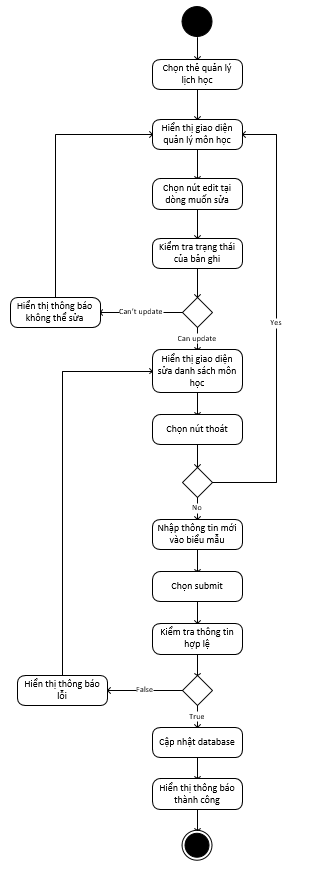 Chọn thẻ quản lý
lịch học
Hiển thị giao diện
quản lý môn học
Chọn nút edit tại
dòng muốn sửa
Kiểm tra trạng thái
của bản ghi
Hiển thị thông báo
không thể sửa
Can't update
Yes
Can update
Hiển thị giao diện
sửa danh sách môn
học
Chọn nút thoát
No
Nhập thông tin mới
vào biểu mẫu
Chọn submit
Kiểm tra thông tin
hợp lệ
Hiển thị thông báo
lỗi
False
True
Cập nhật database
Hiển thị thông báo
thành công